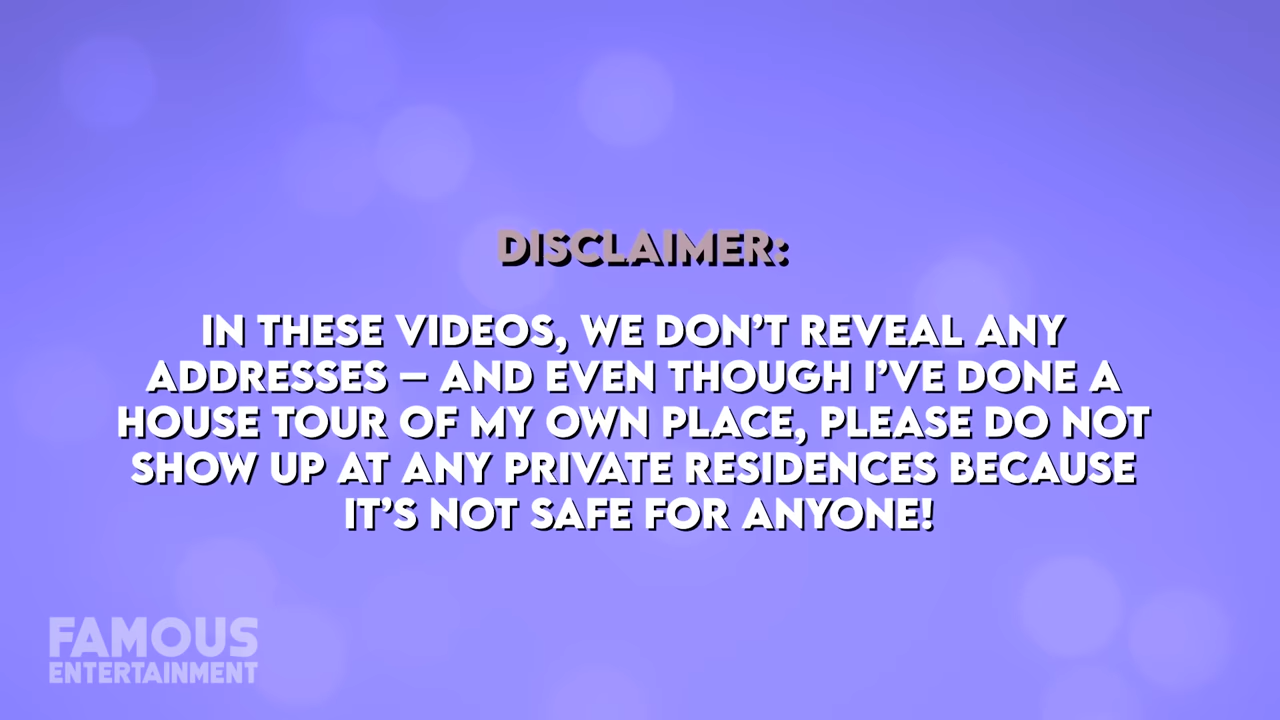 DISCLAIMER:
IN THESE VIDEOS, WE DON’T REVEAL ANY
ADDRESSES – AND EVEN THOUGH I’VE DONE A
HOUSE TOUR OF MY OWN PLACE, PLEASE DO NOT
SHOW UP AT ANY PRIVATE RESIDENCES BECAUSE
IT’S NOT SAFE FOR ANYONE!
FAMOUS
ENTERTAINMENT